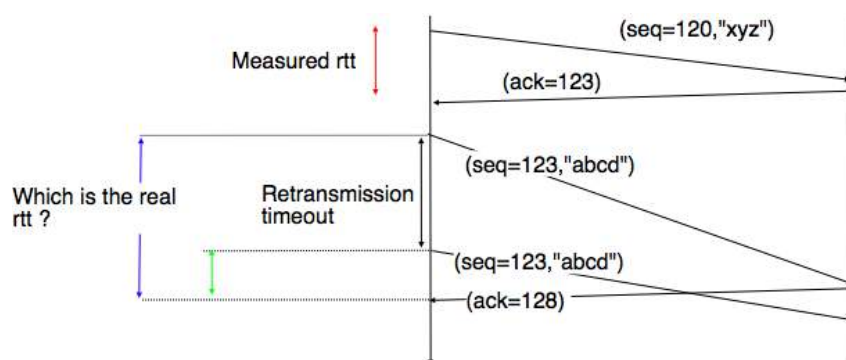 (seq=120,"xyz")
Measured rtt
(ack=123)
(seq=123,"abcd")
Which is the real
rtt ?
Retransmission
timeout
(seq=123,"abcd")
(ack=128)